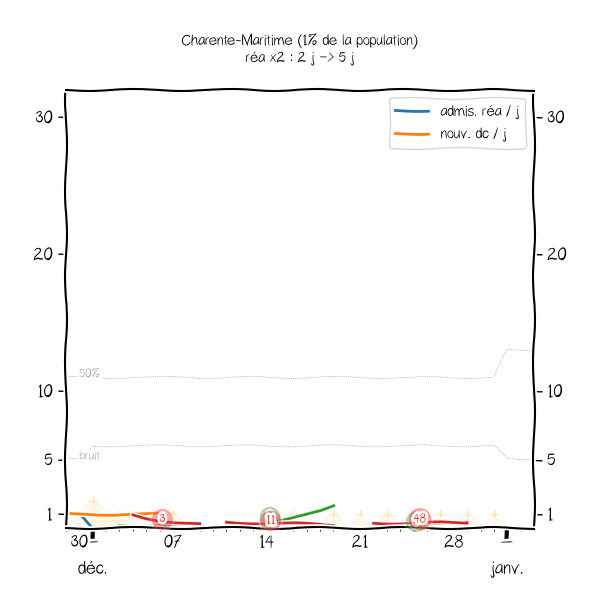 Charente-Maritime (1% de la population)
réa x2 : 2 j -> 5 j
admis. réa / j
nouv. dc / j
30
30
20
20
50%
10
10
bruit
5
5
1
1
3
11
48
30
07
14
21
28
déc.
janv.